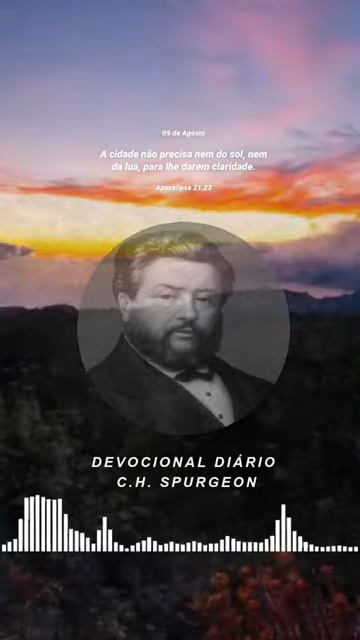 09 de Agosto
A cidade não precisa nem do sol, nem
da lua, para lhe darem claridade.
Apocalipse 21.23
DEVOCIONAL DIÁRIO
C.H. SPURGEON